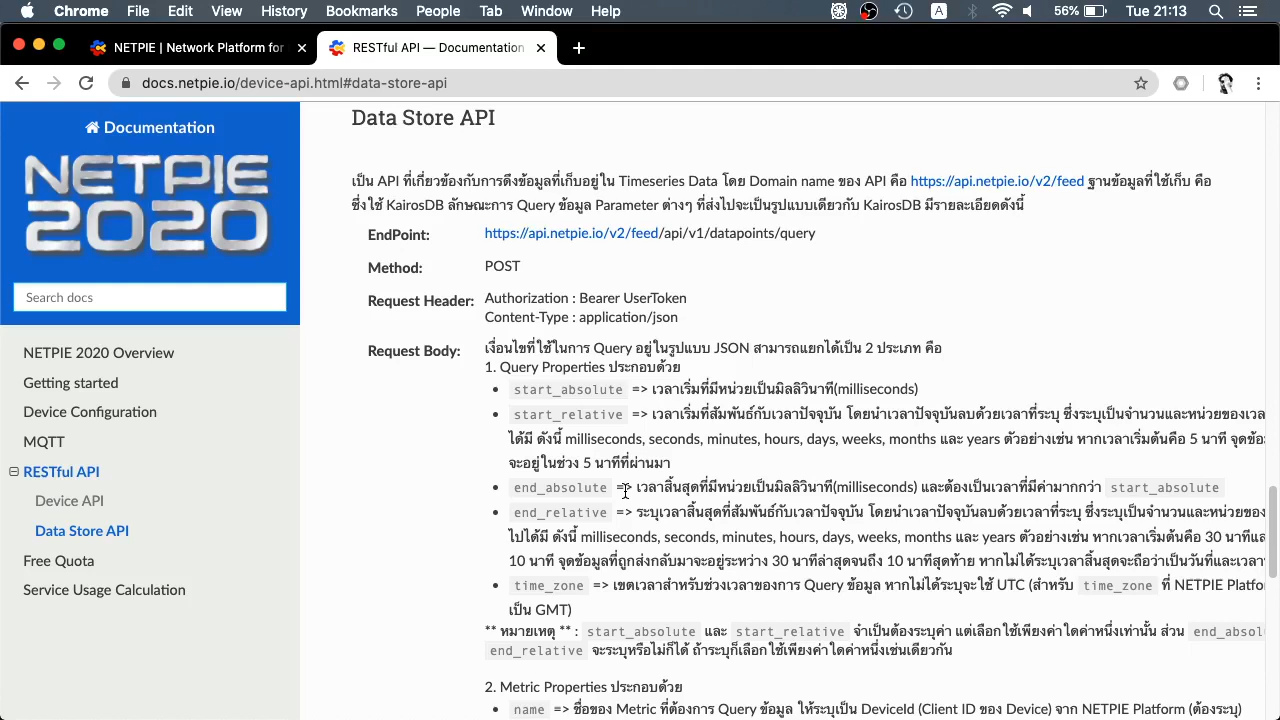 Chrome File Edit View History Bookmarks People Tab Window Help A 56% Tue 21:13
NETPIE | Network Platform for
RESTful API — Documentation
docs.netpie.io/device-api.html#data-store-api
Documentation
NETPIE
2020
Search docs
NETPIE 2020 Overview
Getting started
Device Configuration
MQTT
RESTful API
Device API
Data Store API
Free Quota
Service Usage Calculation
Data Store API
เป็น API ที่เกี่ยวข้องกับการดึงข้อมูลที่เก็บอยู่ใน Timeseries Data โดย Domain name ของ API คือ https://api.netpie.io/v2/feed ฐานข้อมูลที่ใช้เก็บ คือ
ซึ่งใช้ KairosDB ลักษณะการ Query ข้อมูล Parameter ต่างๆ ที่ส่งไปจะเป็นรูปแบบเดียวกับ KairosDB มีรายละเอียดดังนี้
EndPoint: https://api.netpie.io/v2/feed/api/v1/datapoints/query
Method: POST
Request Header: Authorization : Bearer UserToken
Content-Type : application/json
Request Body: เงื่อนไขที่ใช้ในการ Query อยู่ในรูปแบบ JSON สามารถแยกได้เป็น 2 ประเภท คือ
1. Query Properties ประกอบด้วย
• start_absolute => เวลาเริ่มที่มีหน่วยเป็นมิลลิวินาที(milliseconds)
• start_relative => เวลาเริ่มที่สัมพันธ์กับเวลาปัจจุบัน โดยนำเวลาปัจจุบันลบด้วยเวลาที่ระบุ ซึ่งระบุเป็นจำนวนและหน่วยของเวล
ได้มี ดังนี้ milliseconds, seconds, minutes, hours, days, weeks, months และ years ตัวอย่างเช่น หากเวลาเริ่มต้นคือ 5 นาที จุดข้อ
จะอยู่ในช่วง 5 นาทีที่ผ่านมา
• end_absolute => เวลาสิ้นสุดที่มีหน่วยเป็นมิลลิวินาที(milliseconds) และต้องเป็นเวลาที่มีค่ามากกว่า start_absolute
• end_relative => ระบุเวลาสิ้นสุดที่สัมพันธ์กับเวลาปัจจุบัน โดยนำเวลาปัจจุบันลบด้วยเวลาที่ระบุ ซึ่งระบุเป็นจำนวนและหน่วยขอ
ไปได้มี ดังนี้ milliseconds, seconds, minutes, hours, days, weeks, months และ years ตัวอย่างเช่น หากเวลาเริ่มต้นคือ 30 นาทีแล
10 นาที จุดข้อมูลที่ถูกส่งกลับมาจะอยู่ระหว่าง 30 นาทีล่าสุดจนถึง 10 นาทีสุดท้าย หากไม่ได้ระบุเวลาสิ้นสุดจะถือว่าเป็นวันที่และเวลา
• time_zone => เขตเวลาสำหรับช่วงเวลาของการ Query ข้อมูล หากไม่ได้ระบุจะใช้ UTC (สำหรับ time_zone ที่ NETPIE Platfo
เป็น GMT)
** หมายเหตุ ** : start_absolute และ start_relative จำเป็นต้องระบุค่า แต่เลือกใช้เพียงค่าใดค่าหนึ่งเท่านั้น ส่วน end_absol
end_relative จะระบุหรือไม่ก็ได้ ถ้าระบุก็เลือกใช้เพียงค่าใดค่าหนึ่งเช่นเดียวกัน
2. Metric Properties ประกอบด้วย
• name => ชื่อของ Metric ที่ต้องการ Query ข้อมูล ให้ระบุเป็น DeviceId (Client ID ของ Device) จาก NETPIE Platform (ต้องระบุ)